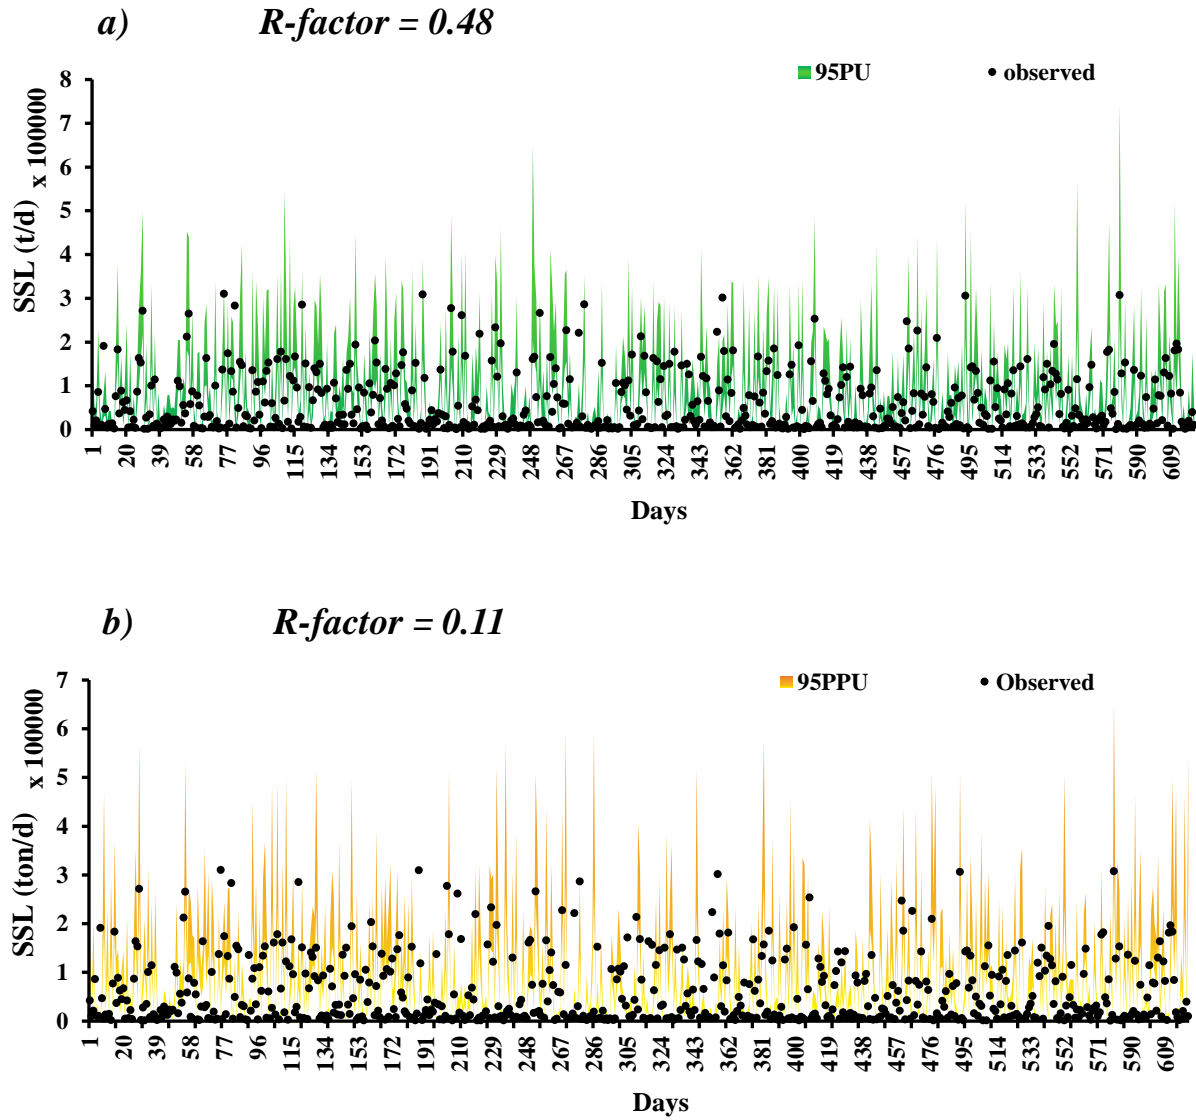 a) R-factor = 0.48
95PU observed
SSL (t/d) x 100000
8
7
6
5
4
3
2
1
0
1 20 39 58 77 96 115 134 153 172 191 210 229 248 267 286 305 324 343 362 381 400 419 438 457 476 495 514 533 552 571 590 609
Days
b) R-factor = 0.11
95PPU Observed
SSL (ton/d) x 100000
7
6
5
4
3
2
1
0
1 20 39 58 77 96 115 134 153 172 191 210 229 248 267 286 305 324 343 362 381 400 419 438 457 476 495 514 533 552 571 590 609
Days